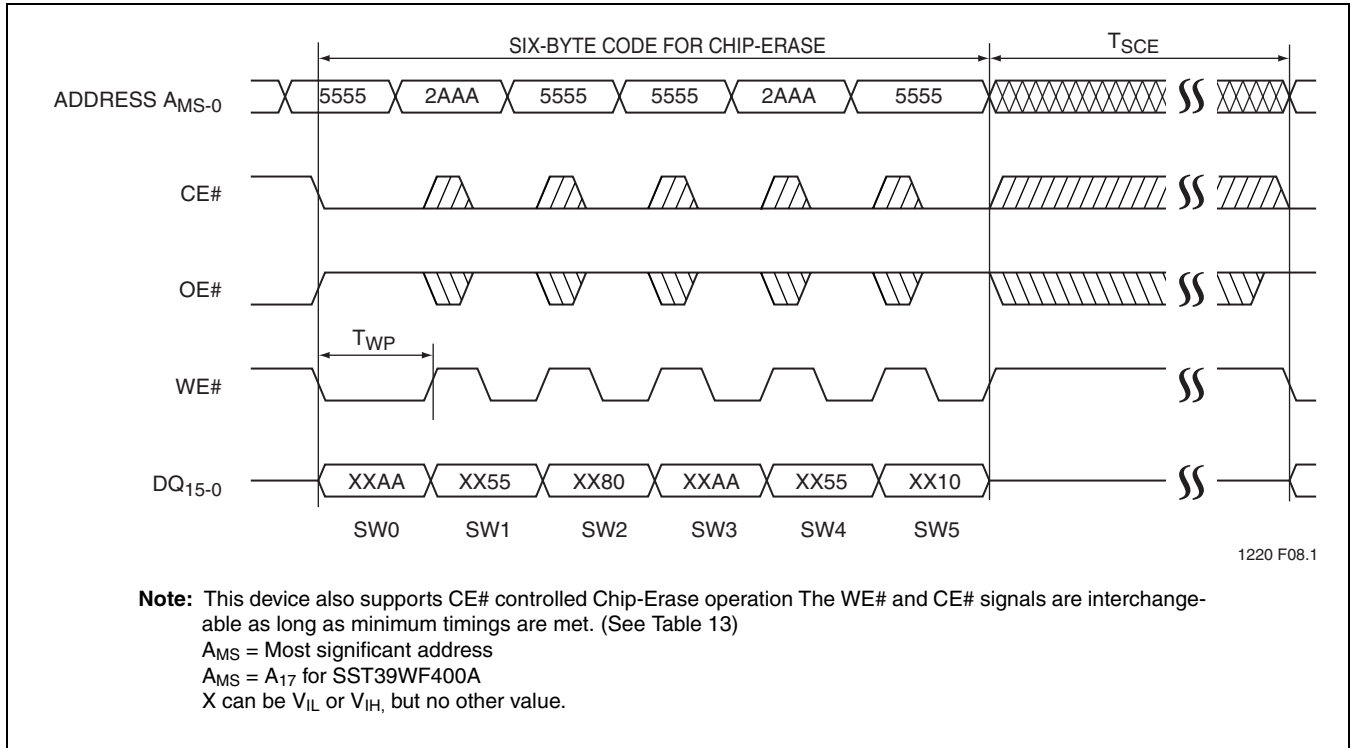 SIX-BYTE CODE FOR CHIP-ERASE TSCE
ADDRESS AMS-0 5555 2AAA 5555 5555 2AAA 5555
CE#
OE#
TWP
WE#
DQ15-0 XXAA XX55 XX80 XXAA XX55 XX10
SW0 SW1 SW2 SW3 SW4 SW5
1220 F08.1
Note: This device also supports CE# controlled Chip-Erase operation The WE# and CE# signals are interchange-
able as long as minimum timings are met. (See Table 13)
AMS = Most significant address
AMS = A17 for SST39WF400A
X can be VIL or VIH, but no other value.